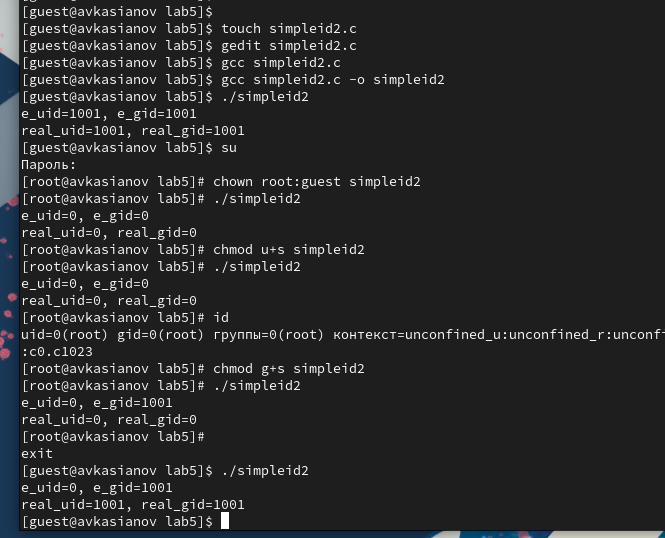 [guest@avkasianov lab5]$
[guest@avkasianov lab5]$ touch simpleid2.c
[guest@avkasianov lab5]$ gedit simpleid2.c
[guest@avkasianov lab5]$ gcc simpleid2.c
[guest@avkasianov lab5]$ gcc simpleid2.c -o simpleid2
[guest@avkasianov lab5]$ ./simpleid2
e_uid=1001, e_gid=1001
real_uid=1001, real_gid=1001
[guest@avkasianov lab5]$ su
Пароль:
[root@avkasianov lab5]# chown root:guest simpleid2
[root@avkasianov lab5]# ./simpleid2
e_uid=0, e_gid=0
real_uid=0, real_gid=0
[root@avkasianov lab5]# chmod u+s simpleid2
[root@avkasianov lab5]# ./simpleid2
e_uid=0, e_gid=0
real_uid=0, real_gid=0
[root@avkasianov lab5]# id
uid=0(root) gid=0(root) группы=0(root) контекст=unconfined_u:unconfined_r:unconf
:c0.c1023
[root@avkasianov lab5]# chmod g+s simpleid2
[root@avkasianov lab5]# ./simpleid2
e_uid=0, e_gid=1001
real_uid=0, real_gid=0
[root@avkasianov lab5]#
exit
[guest@avkasianov lab5]$ ./simpleid2
e_uid=0, e_gid=1001
real_uid=1001, real_gid=1001
[guest@avkasianov lab5]$